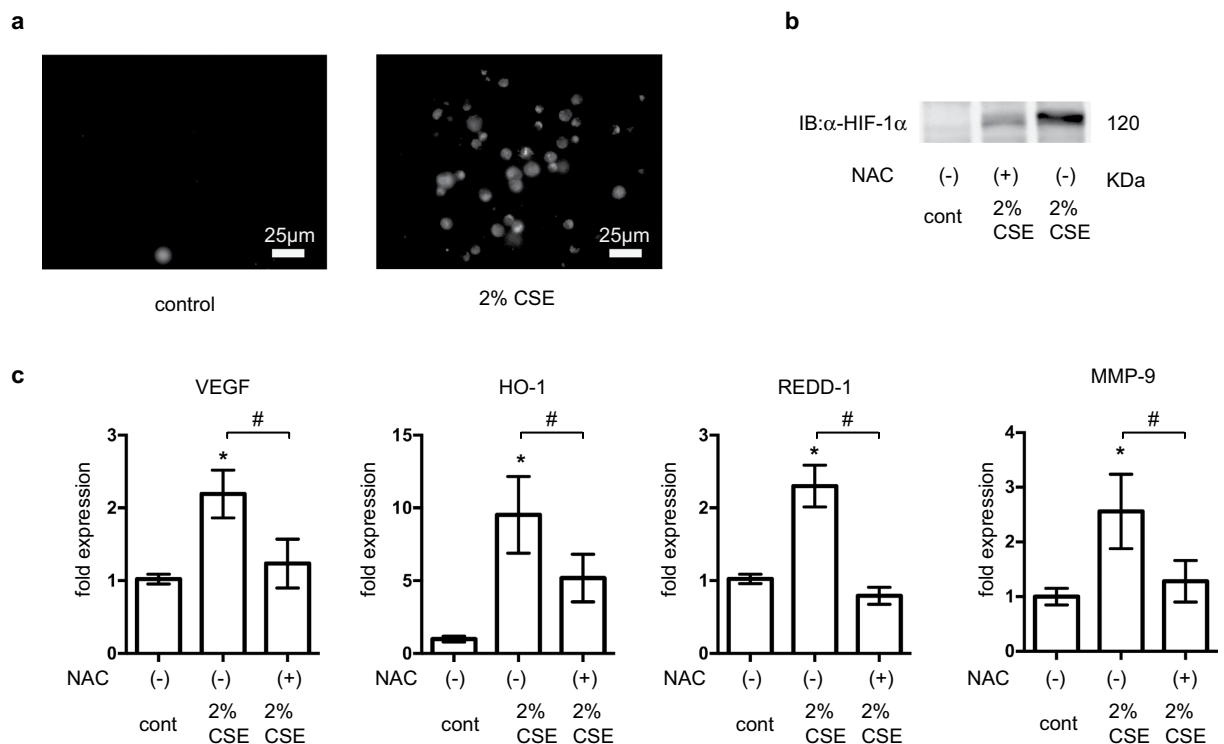 a
25μm
25μm
control
2% CSE
b
IB:α-HIF-1α
120
NAC
(-)
(+)
(-)
KDa
cont
2%
CSE
2%
CSE
c
VEGF
#
*
3
2
1
0
fold expression
NAC
(-)
(-)
(+)
cont
2%
CSE
2%
CSE
HO-1
#
*
15
10
5
0
fold expression
(-)
(-)
(+)
NAC
cont
2%
CSE
2%
CSE
REDD-1
#
*
3
2
1
0
fold expression
NAC
(-)
(-)
(+)
cont
2%
CSE
2%
CSE
MMP-9
#
*
4
3
2
1
0
fold expression
NAC
(-)
(-)
(+)
cont
2%
CSE
2%
CSE